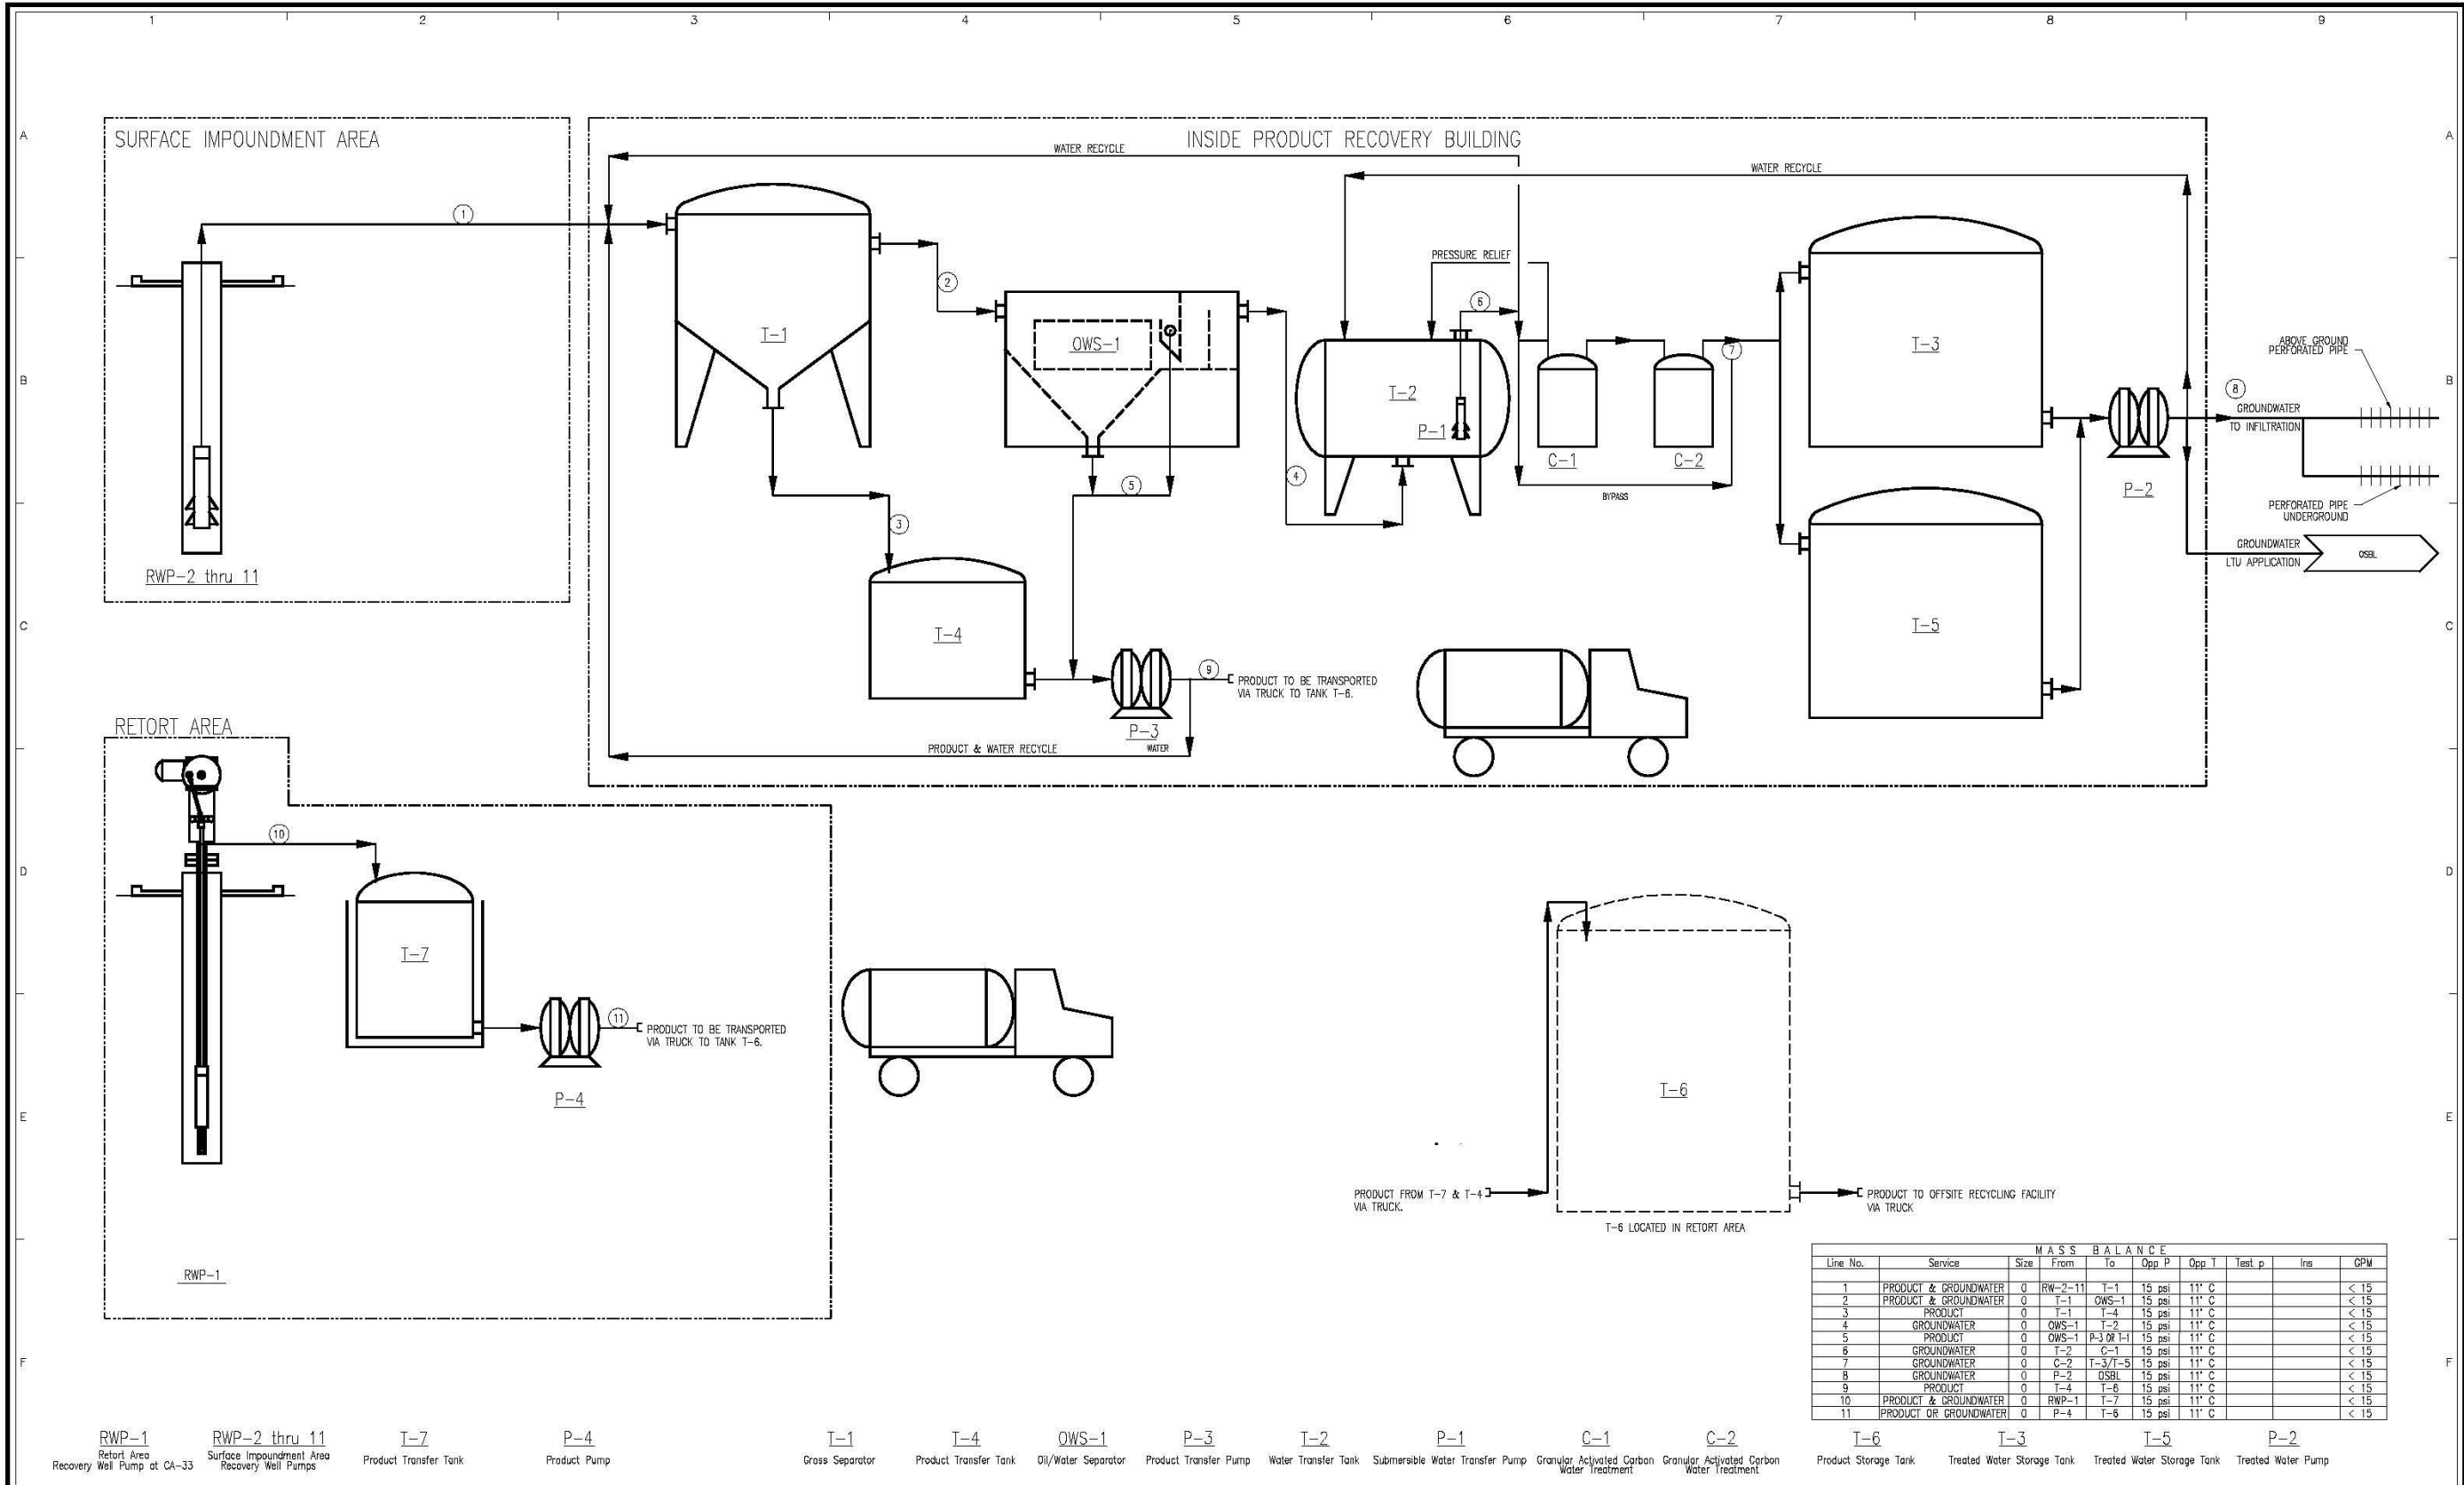 1 2 3 4 5 6 7 8 9
A A
SURFACE IMPOUNDMENT AREA
INSIDE PRODUCT RECOVERY BUILDING
WATER RECYCLE
WATER RECYCLE
1
2
PRESSURE RELIEF
6
T-1
OWS-1
T-2
P-1
C-1
C-2
7
BYPASS
T-3
B B
ABOVE GROUND
PERFORATED PIPE
8
GROUNDWATER
TO INFILTRATION
P-2
PERFORATED PIPE
UNDERGROUND
GROUNDWATER
LTU APPLICATION
OSBL
3
4
5
RWP-2 thru 11
C C
T-4
T-5
9
PRODUCT TO BE TRANSPORTED
VIA TRUCK TO TANK T-6.
P-3
WATER
PRODUCT & WATER RECYCLE
RETORT AREA
10
D D
T-7
11
PRODUCT TO BE TRANSPORTED
VIA TRUCK TO TANK T-6.
P-4
T-6
E E
PRODUCT FROM T-7 & T-4
VIA TRUCK.
PRODUCT TO OFFSITE RECYCLING FACILITY
VIA TRUCK
T-6 LOCATED IN RETORT AREA
RWP-1
F F
MASS BALANCE
Line No. Service Size From To Opp P Opp T Test p Ins GPM
1 PRODUCT & GROUNDWATER 0 RW-2-11 T-1 15 psi 11° C < 15
2 PRODUCT & GROUNDWATER 0 T-1 OWS-1 15 psi 11° C < 15
3 PRODUCT 0 T-1 T-4 15 psi 11° C < 15
4 GROUNDWATER 0 OWS-1 T-2 15 psi 11° C < 15
5 PRODUCT 0 OWS-1 P-3 OR T-1 15 psi 11° C < 15
6 GROUNDWATER 0 T-2 C-1 15 psi 11° C < 15
7 GROUNDWATER 0 C-2 T-3/T-5 15 psi 11° C < 15
8 GROUNDWATER 0 P-2 OSBL 15 psi 11° C < 15
9 PRODUCT 0 T-4 T-6 15 psi 11° C < 15
10 PRODUCT & GROUNDWATER 0 RWP-1 T-7 15 psi 11° C < 15
11 PRODUCT OR GROUNDWATER 0 P-4 T-6 15 psi 11° C < 15
RWP-1
Retort Area
Recovery Well Pump at CA-33
RWP-2 thru 11
Surface Impoundment Area
Recovery Well Pumps
T-7
Product Transfer Tank
P-4
Product Pump
T-1
Gross Separator
T-4
Product Transfer Tank
OWS-1
Oil/Water Separator
P-3
Product Transfer Pump
T-2
Water Transfer Tank
P-1
Submersible Water Transfer Pump
C-1
Granular Activated Carbon
Water Treatment
C-2
Granular Activated Carbon
Water Treatment
T-6
Product Storage Tank
T-3
Treated Water Storage Tank
T-5
Treated Water Storage Tank
P-2
Treated Water Pump